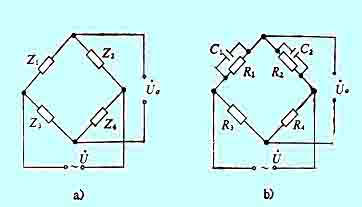 Z₁
Z₂
Z₃
Z₄
U̇ₒ
~
U̇
a)
C₁
C₂
R₁
R₂
R₃
R₄
U̇ₒ
~
U̇
b)